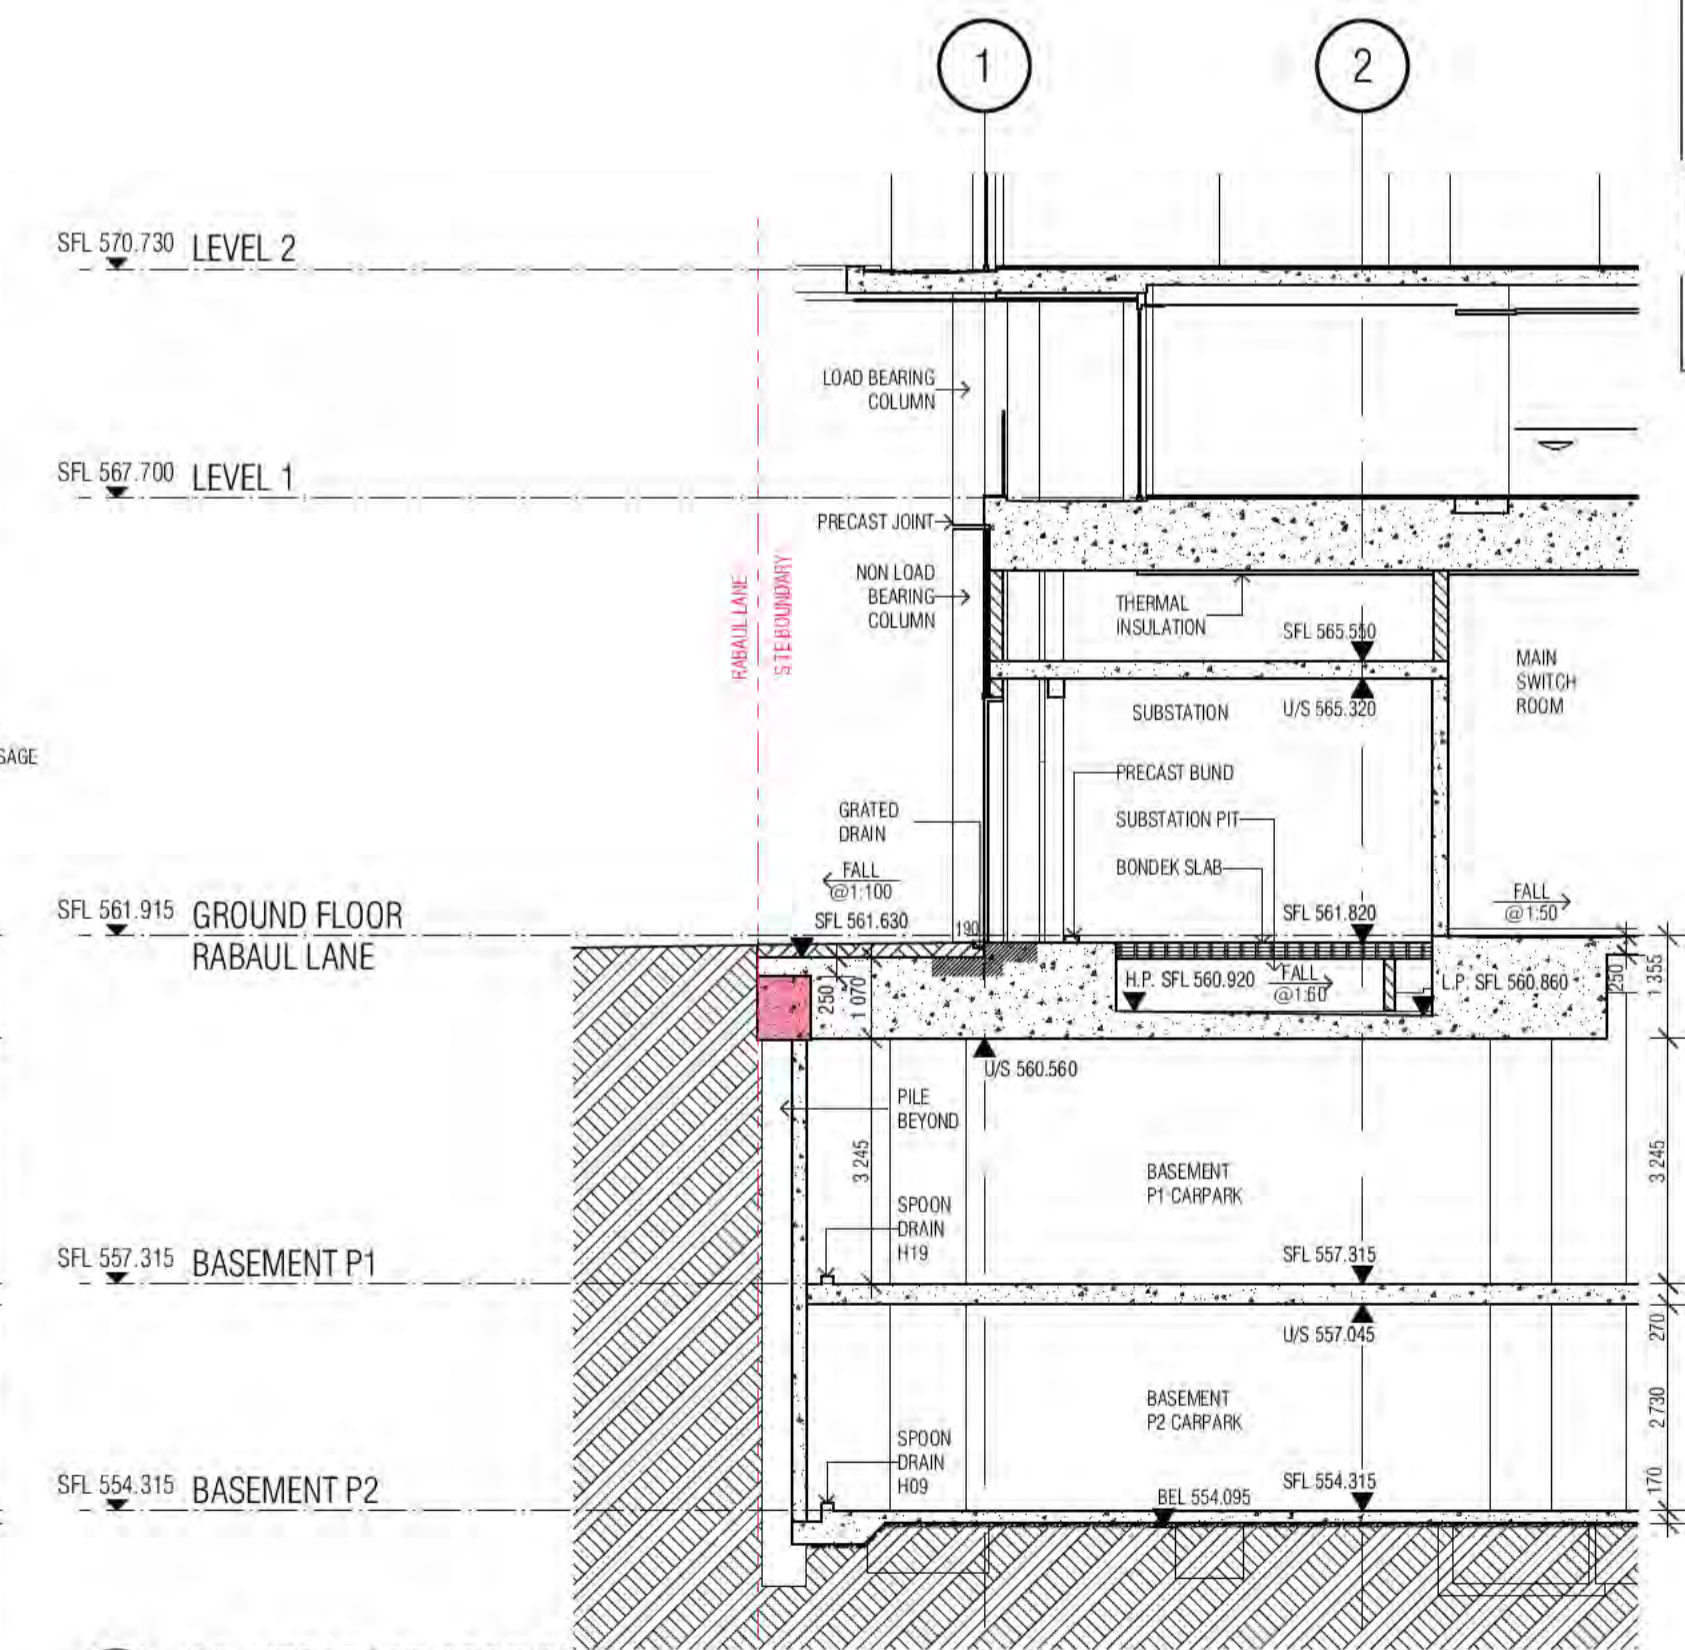 1
2
SFL 570.730 LEVEL 2
LOAD BEARING
COLUMN
SFL 567.700 LEVEL 1
PRECAST JOINT
NON LOAD
BEARING
COLUMN
RABAUL LANE
SITE BOUNDARY
THERMAL
INSULATION
SFL 565.550
MAIN
SWITCH
ROOM
SUBSTATION
U/S 565.320
PRECAST BUND
GRATED
DRAIN
SUBSTATION PIT
BONDEK SLAB
FALL
@1:100
FALL
@1:50
SFL 561.915 GROUND FLOOR
RABAUL LANE
SFL 561.630
190
SFL 561.820
H.P. SFL 560.920
FALL
@1:60
L.P. SFL 560.860
250
1 070
250
1 355
U/S 560.560
PILE
BEYOND
3 245
BASEMENT
P1 CARPARK
3 245
SPOON
DRAIN
H19
SFL 557.315 BASEMENT P1
SFL 557.315
U/S 557.045
270
BASEMENT
P2 CARPARK
2 730
SPOON
DRAIN
H09
SFL 554.315 BASEMENT P2
BEL 554.095
SFL 554.315
170